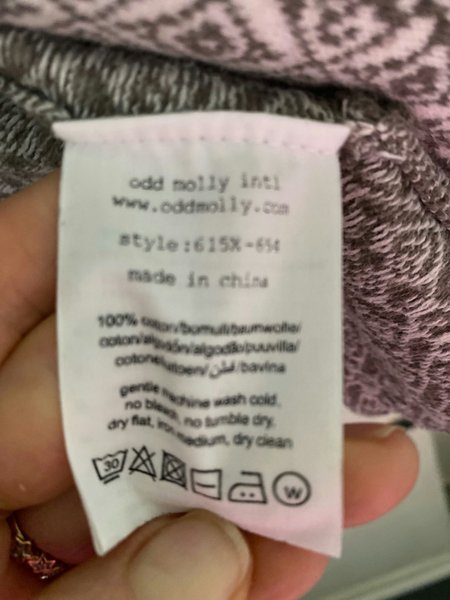 odd molly intl
www.oddmolly.com
style:615X-654
made in china
100% cotton/bomull/baumwolle/
coton/algodón/algodão/puuvilla/
cotone/katoen/قطن/bavlna
gentle machine wash cold,
no bleach, no tumble dry,
dry flat, iron medium, dry clean
30 W